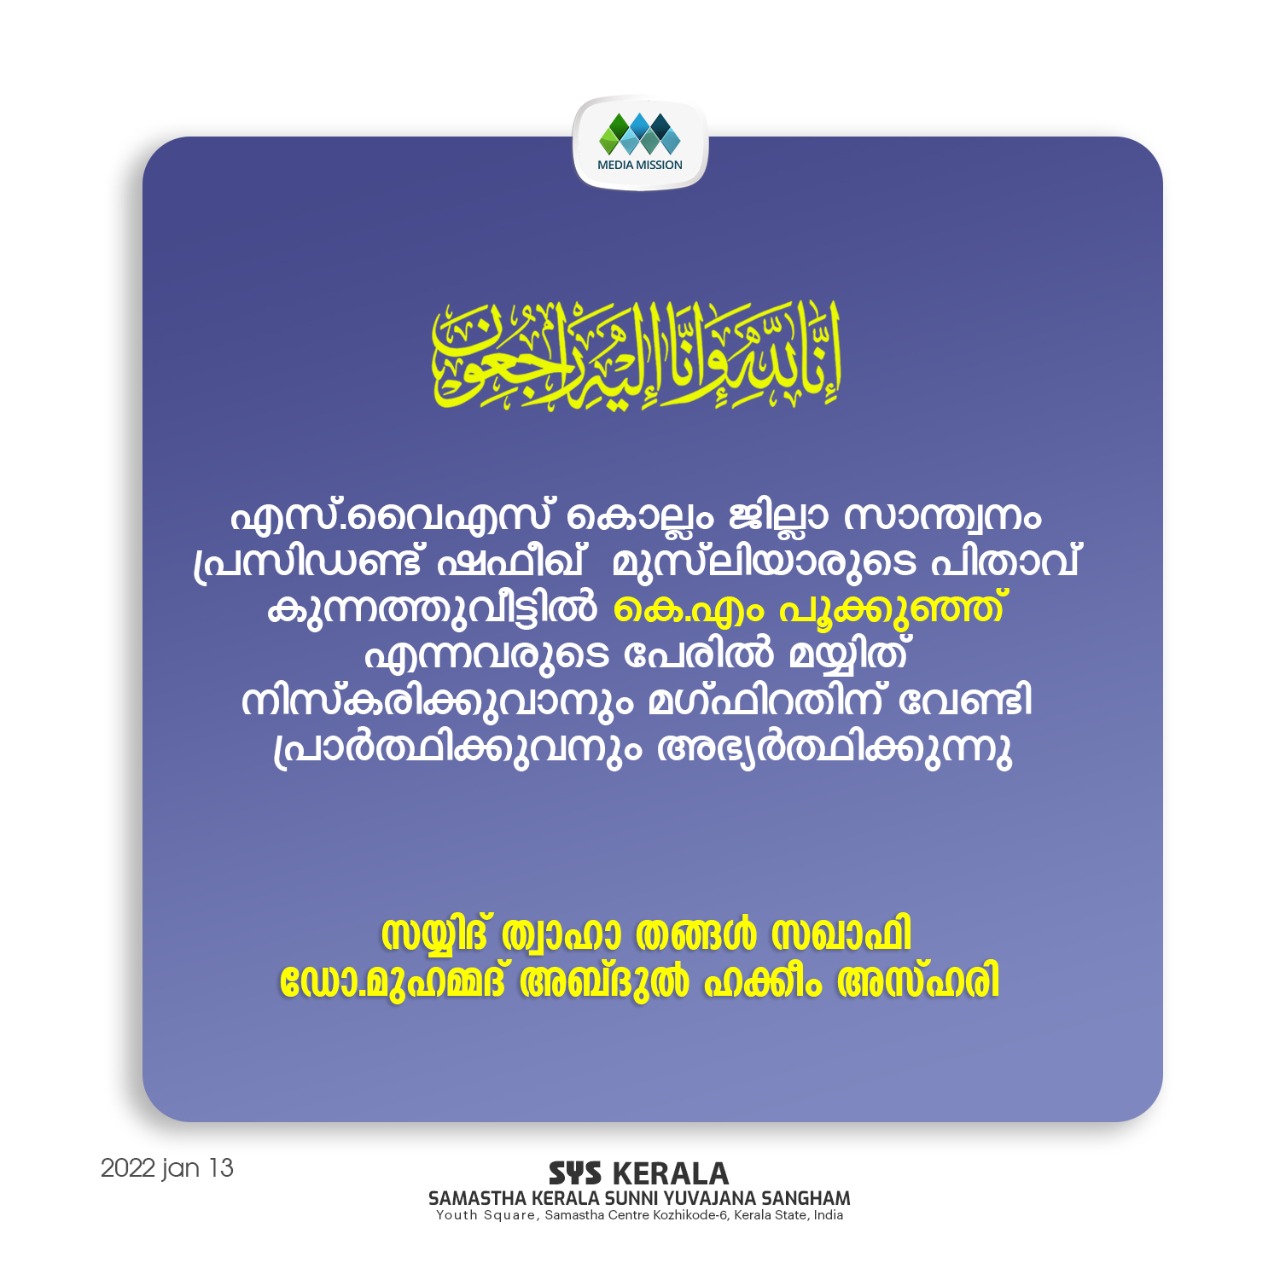 MEDIA MISSION
إِنَّا لِلَّهِ وَإِنَّا إِلَيْهِ رَاجِعُونَ
എസ്.വൈഎസ് കൊല്ലം ജില്ലാ സാന്ത്വനം
പ്രസിഡണ്ട് ഷഫീഖ് മുസ്‌ലിയാരുടെ പിതാവ്
കുന്നത്തുവീട്ടിൽ കെ.എം പൂക്കുഞ്ഞ്
എന്നവരുടെ പേരിൽ മയ്യിത്
നിസ്കരിക്കുവാനും മഗ്ഫിറതിന് വേണ്ടി
പ്രാർത്ഥിക്കുവനും അഭ്യർത്ഥിക്കുന്നു
സയ്യിദ് ത്വാഹാ തങ്ങൾ സഖാഫി
ഡോ.മുഹമ്മദ് അബ്ദുൽ ഹക്കീം അസ്ഹരി
2022 jan 13
SYS KERALA
SAMASTHA KERALA SUNNI YUVAJANA SANGHAM
Youth Square, Samastha Centre Kozhikode-6, Kerala State, India